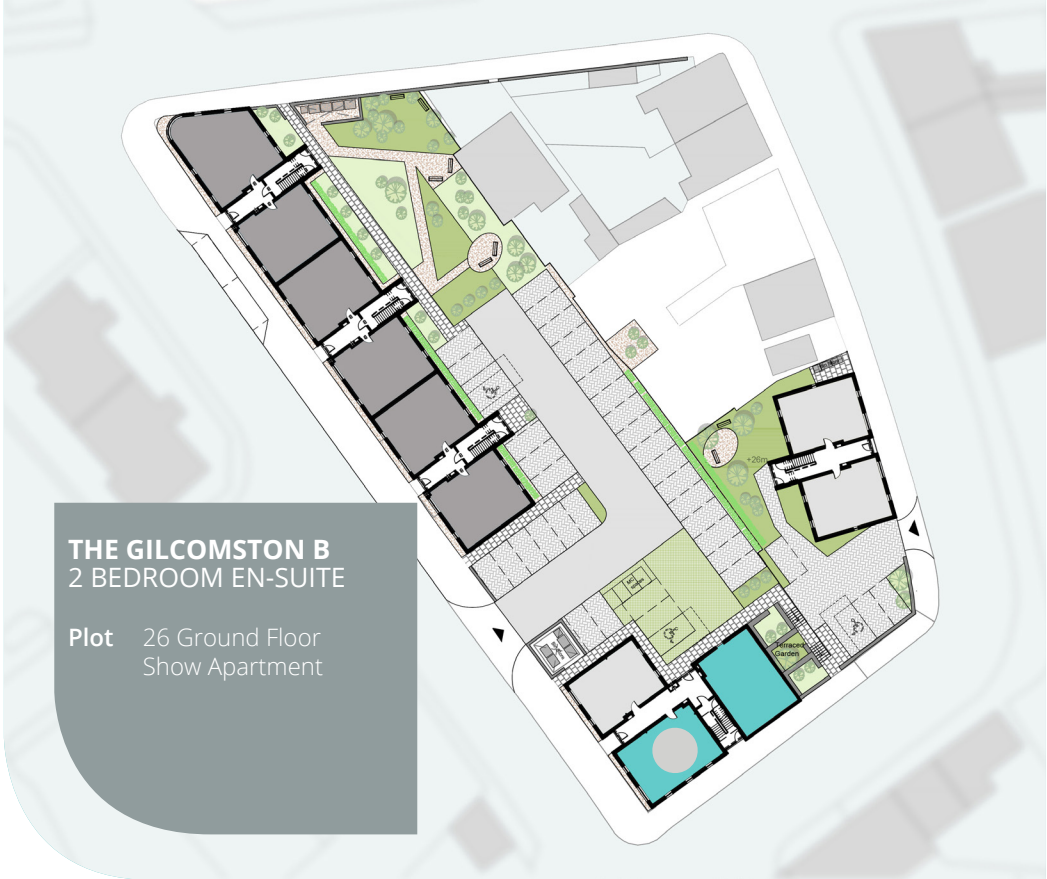 THE GILCOMSTON B
2 BEDROOM EN-SUITE
Plot 26 Ground Floor
Show Apartment
+26m
Terraced
Garden